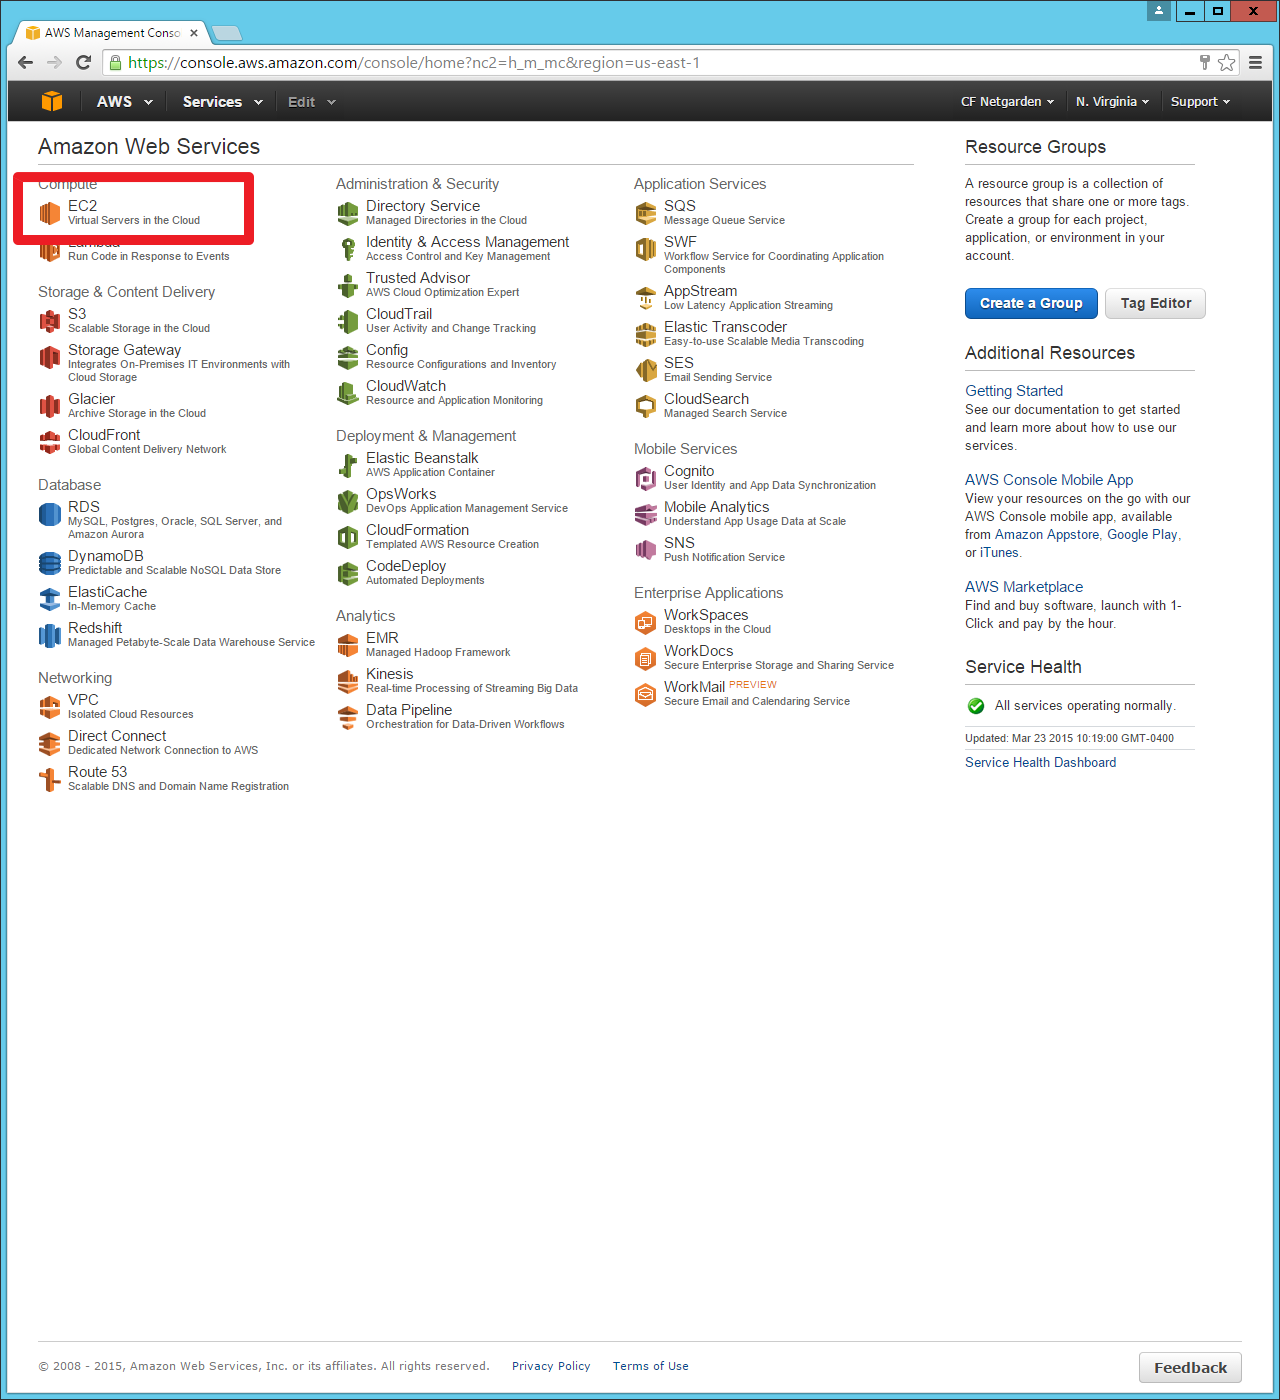 AWS Management Conso
https://console.aws.amazon.com/console/home?nc2=h_m_mc&region=us-east-1
AWS Services Edit CF Netgarden N. Virginia Support
Amazon Web Services
Compute
EC2
Virtual Servers in the Cloud
Lambda
Run Code in Response to Events
Storage & Content Delivery
S3
Scalable Storage in the Cloud
Storage Gateway
Integrates On-Premises IT Environments with
Cloud Storage
Glacier
Archive Storage in the Cloud
CloudFront
Global Content Delivery Network
Database
RDS
MySQL, Postgres, Oracle, SQL Server, and
Amazon Aurora
DynamoDB
Predictable and Scalable NoSQL Data Store
ElastiCache
In-Memory Cache
Redshift
Managed Petabyte-Scale Data Warehouse Service
Networking
VPC
Isolated Cloud Resources
Direct Connect
Dedicated Network Connection to AWS
Route 53
Scalable DNS and Domain Name Registration
Administration & Security
Directory Service
Managed Directories in the Cloud
Identity & Access Management
Access Control and Key Management
Trusted Advisor
AWS Cloud Optimization Expert
CloudTrail
User Activity and Change Tracking
Config
Resource Configurations and Inventory
CloudWatch
Resource and Application Monitoring
Deployment & Management
Elastic Beanstalk
AWS Application Container
OpsWorks
DevOps Application Management Service
CloudFormation
Templated AWS Resource Creation
CodeDeploy
Automated Deployments
Analytics
EMR
Managed Hadoop Framework
Kinesis
Real-time Processing of Streaming Big Data
Data Pipeline
Orchestration for Data-Driven Workflows
Application Services
SQS
Message Queue Service
SWF
Workflow Service for Coordinating Application
Components
AppStream
Low Latency Application Streaming
Elastic Transcoder
Easy-to-use Scalable Media Transcoding
SES
Email Sending Service
CloudSearch
Managed Search Service
Mobile Services
Cognito
User Identity and App Data Synchronization
Mobile Analytics
Understand App Usage Data at Scale
SNS
Push Notification Service
Enterprise Applications
WorkSpaces
Desktops in the Cloud
WorkDocs
Secure Enterprise Storage and Sharing Service
WorkMail PREVIEW
Secure Email and Calendaring Service
Resource Groups
A resource group is a collection of
resources that share one or more tags.
Create a group for each project,
application, or environment in your
account.
Create a Group Tag Editor
Additional Resources
Getting Started
See our documentation to get started
and learn more about how to use our
services.
AWS Console Mobile App
View your resources on the go with our
AWS Console mobile app, available
from Amazon Appstore, Google Play,
or iTunes.
AWS Marketplace
Find and buy software, launch with 1-
Click and pay by the hour.
Service Health
All services operating normally.
Updated: Mar 23 2015 10:19:00 GMT-0400
Service Health Dashboard
© 2008 - 2015, Amazon Web Services, Inc. or its affiliates. All rights reserved. Privacy Policy Terms of Use
Feedback